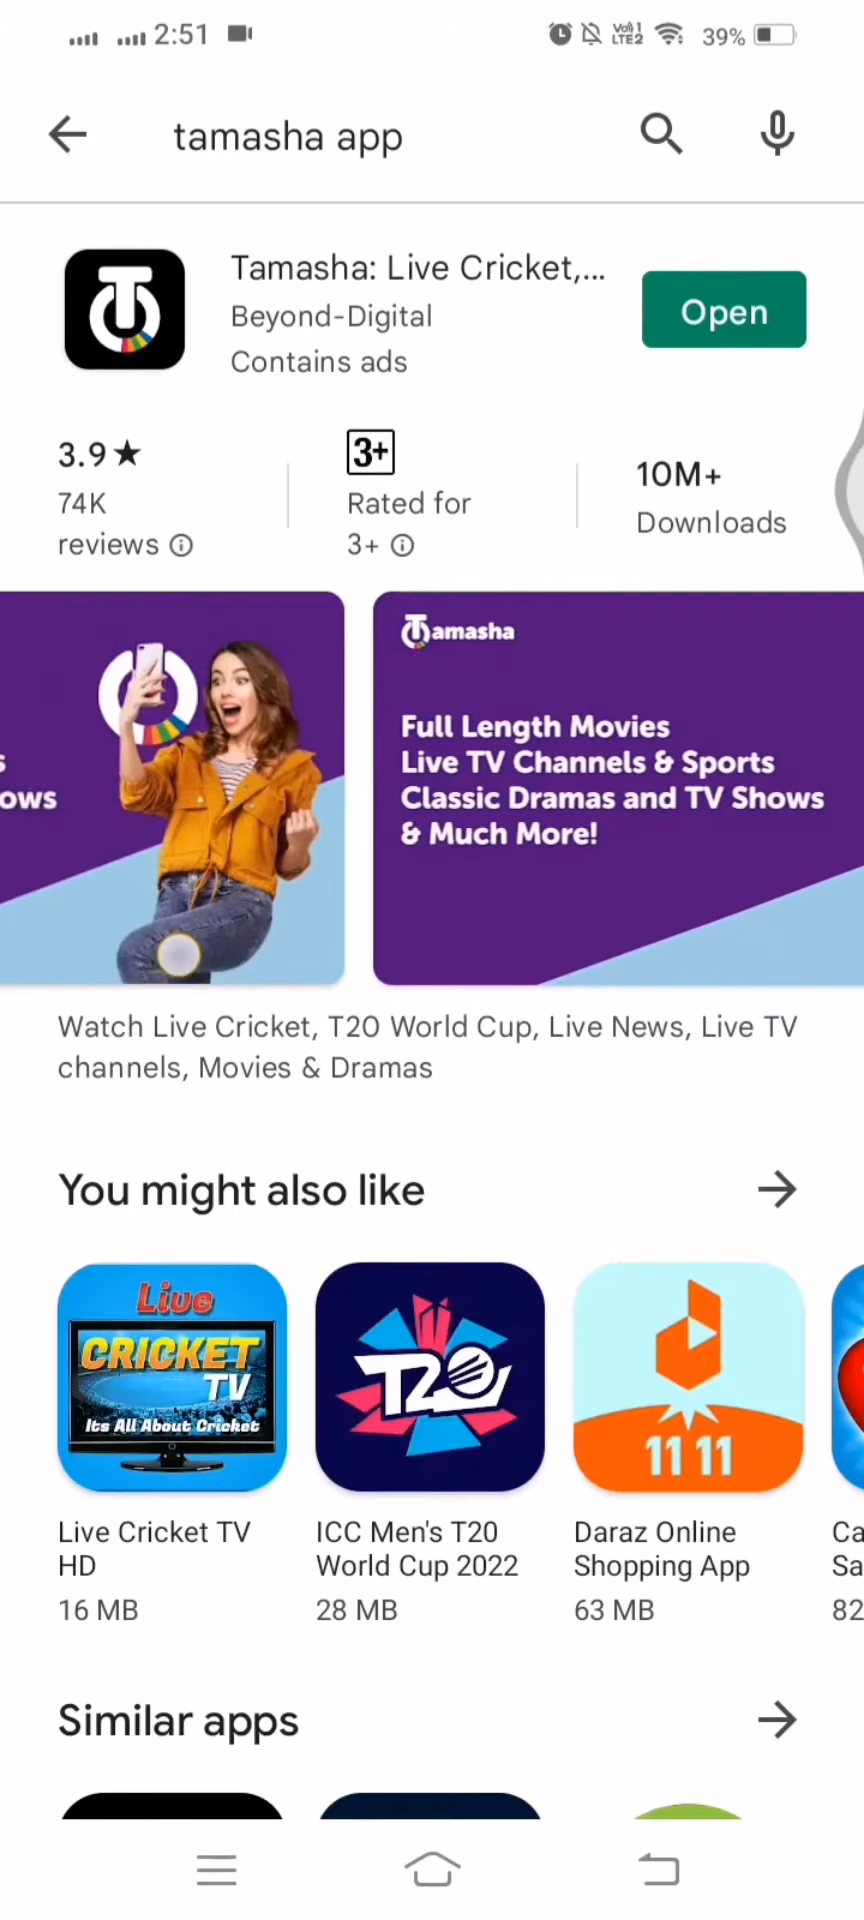 2:51
Vo) 1
LTE2
39%
tamasha app
Tamasha: Live Cricket,...
Open
Beyond-Digital
Contains ads
3.9★
74K
reviews
3+
Rated for
3+
10M+
Downloads
s
ows
Tamasha
Full Length Movies
Live TV Channels & Sports
Classic Dramas and TV Shows
& Much More!
Watch Live Cricket, T20 World Cup, Live News, Live TV
channels, Movies & Dramas
You might also like
Live
CRICKET
TV
Its All About Cricket
T20
11 11
Live Cricket TV
HD
16 MB
ICC Men's T20
World Cup 2022
28 MB
Daraz Online
Shopping App
63 MB
Ca
Sa
82
Similar apps